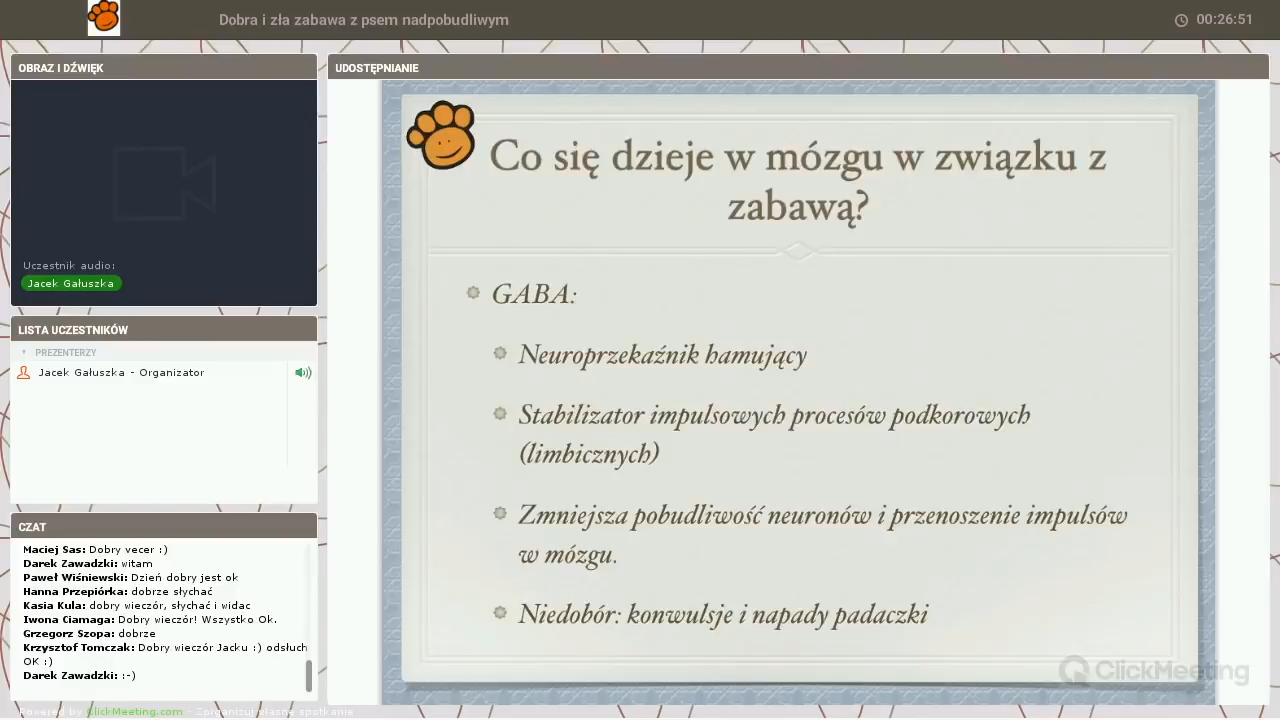 Dobra i zła zabawa z psem nadpobudliwym
00:26:51
OBRAZ I DŹWIĘK
Uczestnik audio:
Jacek Gałuszka
LISTA UCZESTNIKÓW
PREZENTERZY
Jacek Gałuszka - Organizator
CZAT
Maciej Sas: Dobry vecer :)
Darek Zawadzki: witam
Paweł Wiśniewski: Dzień dobry jest ok
Hanna Przepiórka: dobrze słychać
Kasia Kula: dobry wieczór, słychać i widac
Iwona Ciamaga: Dobry wieczór! Wszystko Ok.
Grzegorz Szopa: dobrze
Krzysztof Tomczak: Dobry wieczór Jacku :) odsłuch
OK :)
Darek Zawadzki: :-)
Powered by ClickMeeting.com - Zorganizuj własne spotkanie
UDOSTĘPNIANIE
Co się dzieje w mózgu w związku z
zabawą?
GABA:
Neuroprzekaźnik hamujący
Stabilizator impulsowych procesów podkorowych
(limbicznych)
Zmniejsza pobudliwość neuronów i przenoszenie impulsów
w mózgu.
Niedobór: konwulsje i napady padaczki
ClickMeeting